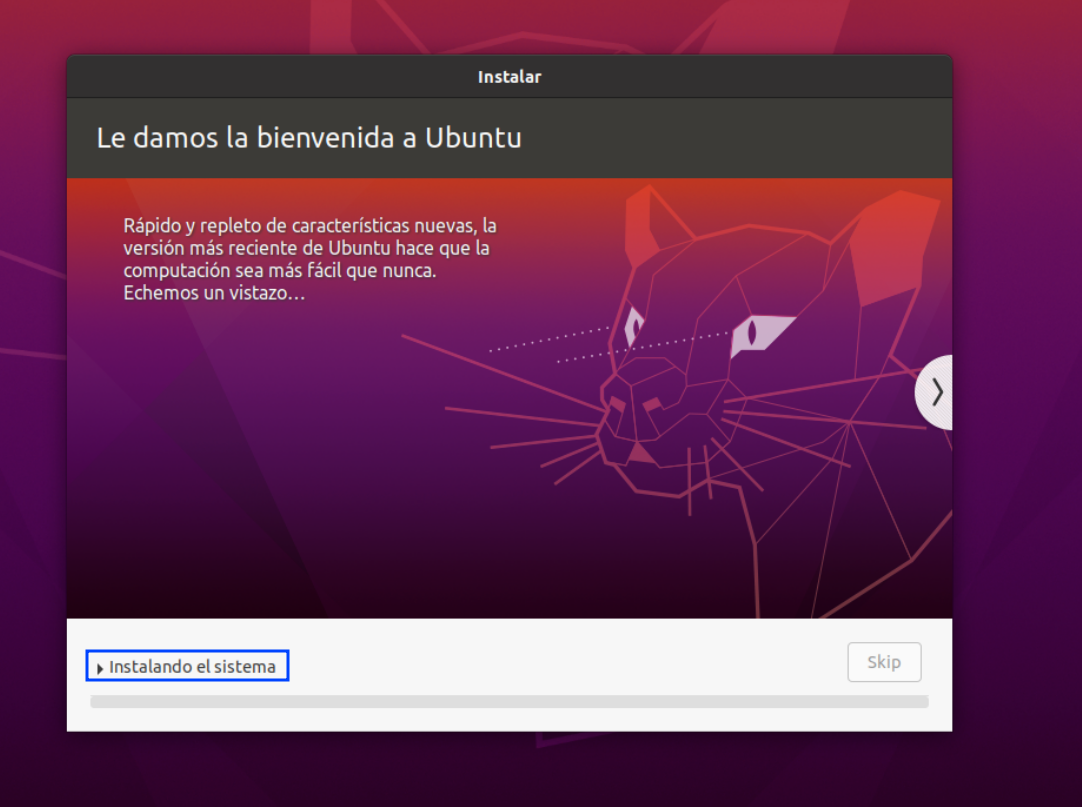 Instalar
Le damos la bienvenida a Ubuntu
Rápido y repleto de características nuevas, la
versión más reciente de Ubuntu hace que la
computación sea más fácil que nunca.
Echemos un vistazo…
Instalando el sistema
Skip